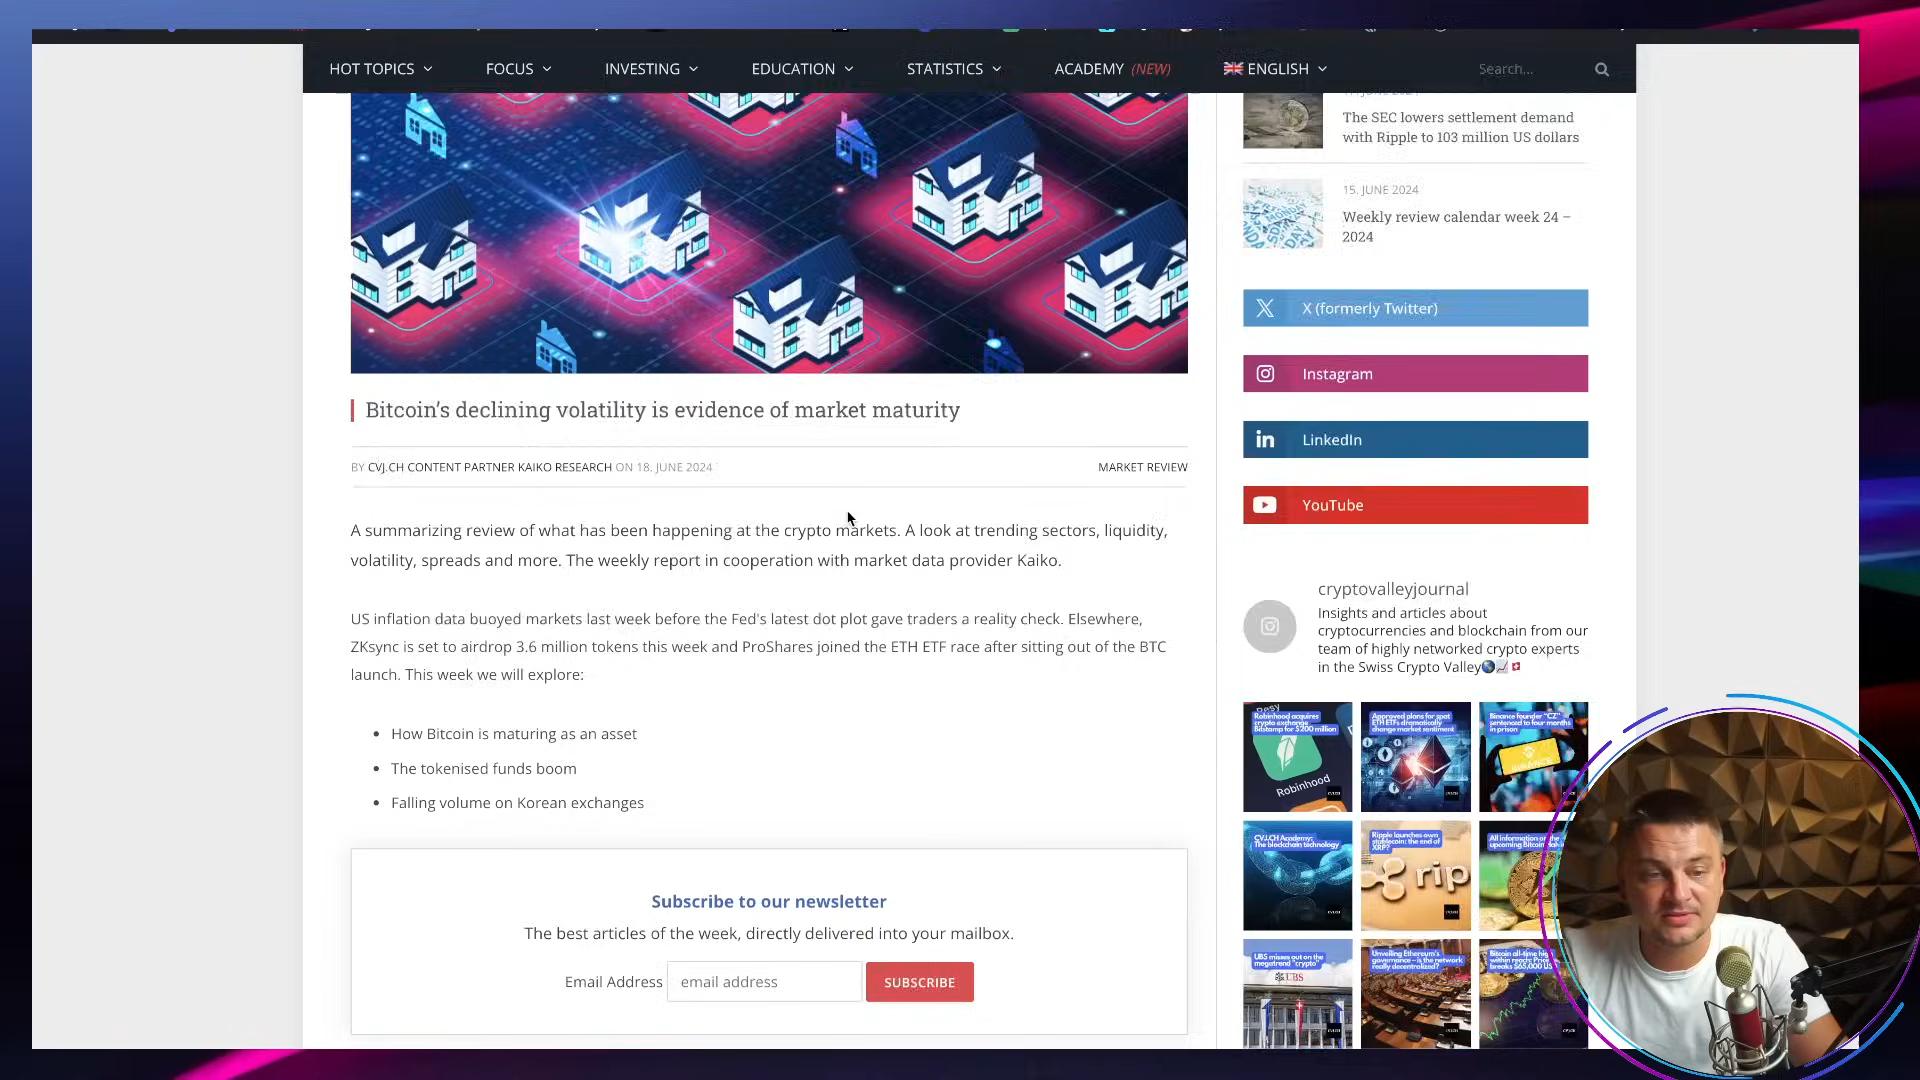 HOT TOPICS
FOCUS
INVESTING
EDUCATION
STATISTICS
ACADEMY (NEW)
ENGLISH
Search...
The SEC lowers settlement demand
with Ripple to 103 million US dollars
15. JUNE 2024
Weekly review calendar week 24 –
2024
X (formerly Twitter)
Instagram
LinkedIn
YouTube
Bitcoin's declining volatility is evidence of market maturity
BY CVJ.CH CONTENT PARTNER KAIKO RESEARCH ON 18. JUNE 2024
MARKET REVIEW
A summarizing review of what has been happening at the crypto markets. A look at trending sectors, liquidity,
volatility, spreads and more. The weekly report in cooperation with market data provider Kaiko.
US inflation data buoyed markets last week before the Fed's latest dot plot gave traders a reality check. Elsewhere,
ZKsync is set to airdrop 3.6 million tokens this week and ProShares joined the ETH ETF race after sitting out of the BTC
launch. This week we will explore:
• How Bitcoin is maturing as an asset
• The tokenised funds boom
• Falling volume on Korean exchanges
Subscribe to our newsletter
The best articles of the week, directly delivered into your mailbox.
Email Address
email address
SUBSCRIBE
cryptovalleyjournal
Insights and articles about
cryptocurrencies and blockchain from our
team of highly networked crypto experts
in the Swiss Crypto Valley
Robinhood acquires
crypto exchange
Bitstamp for $200 million
Robinhood
Approved plans for spot
ETH ETFs dramatically
change market sentiment
Binance founder "CZ"
sentenced to four months
in prison
CVJ.CH Academy:
The blockchain technology
Ripple launches own
stablecoin: the end of
XRP?
rip
All information on the
upcoming Bitcoin
UBS misses out on the
megatrend "crypto"
UBS
Unveiling Ethereum's
governance – is the network
really decentralized?
Bitcoin all-time high
within reach: Price
breaks $65,000 US